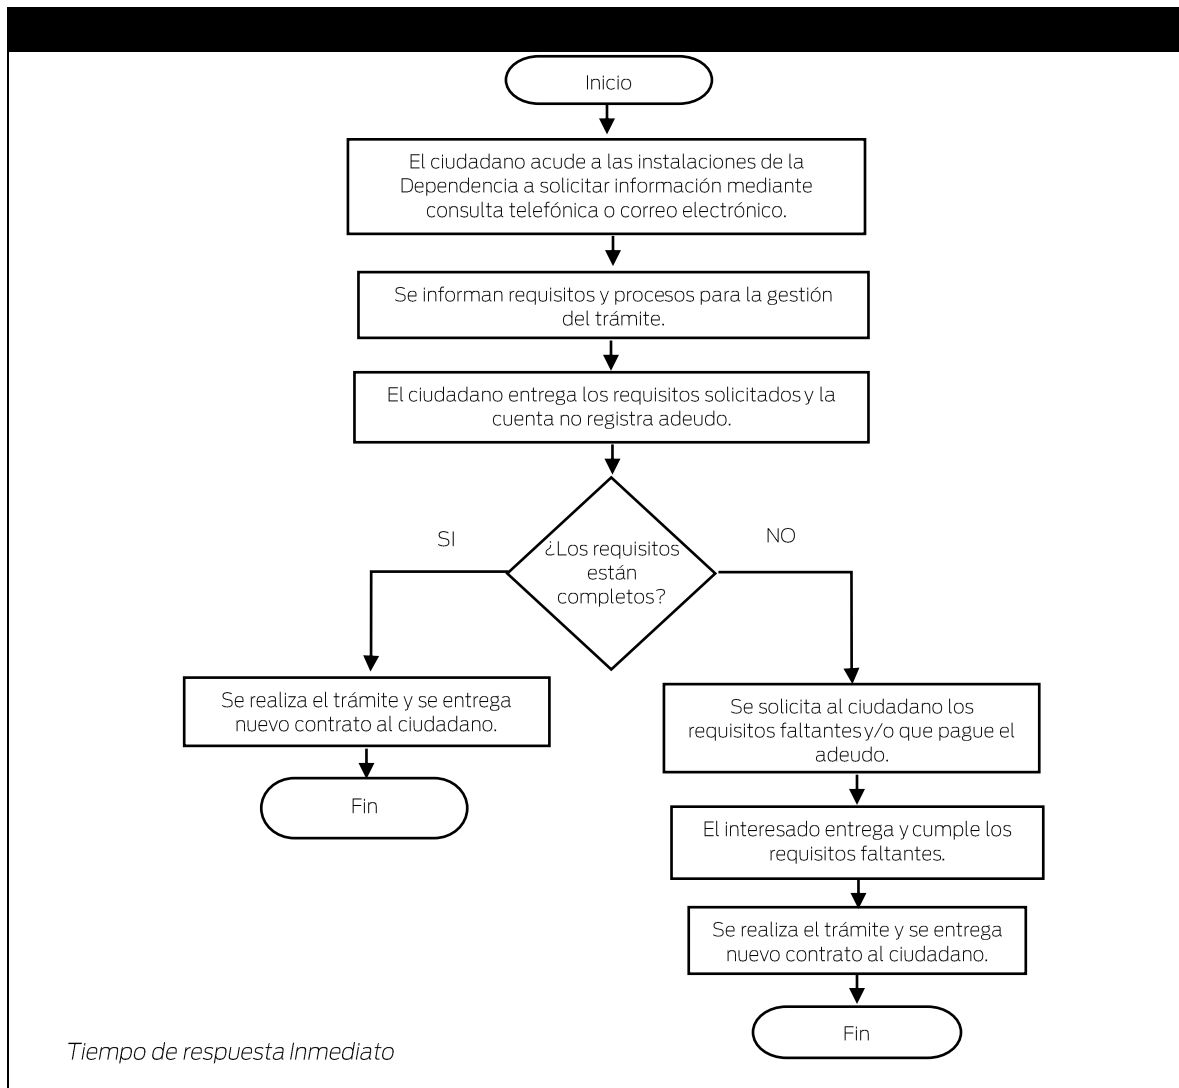 Inicio
El ciudadano acude a las instalaciones de la
Dependencia a solicitar información mediante
consulta telefónica o correo electrónico.
Se informan requisitos y procesos para la gestión
del trámite.
El ciudadano entrega los requisitos solicitados y la
cuenta no registra adeudo.
¿Los requisitos
están
completos?
SI
NO
Se realiza el trámite y se entrega
nuevo contrato al ciudadano.
Fin
Se solicita al ciudadano los
requisitos faltantes y/o que pague el
adeudo.
El interesado entrega y cumple los
requisitos faltantes.
Se realiza el trámite y se entrega
nuevo contrato al ciudadano.
Fin
Tiempo de respuesta Inmediato